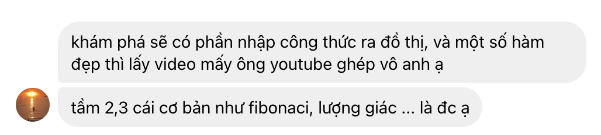 khám phá sẽ có phần nhập công thức ra đồ thị, và một số hàm
đẹp thì lấy video mấy ông youtube ghép vô anh ạ
tầm 2,3 cái cơ bản như fibonaci, lượng giác ... là đc ạ